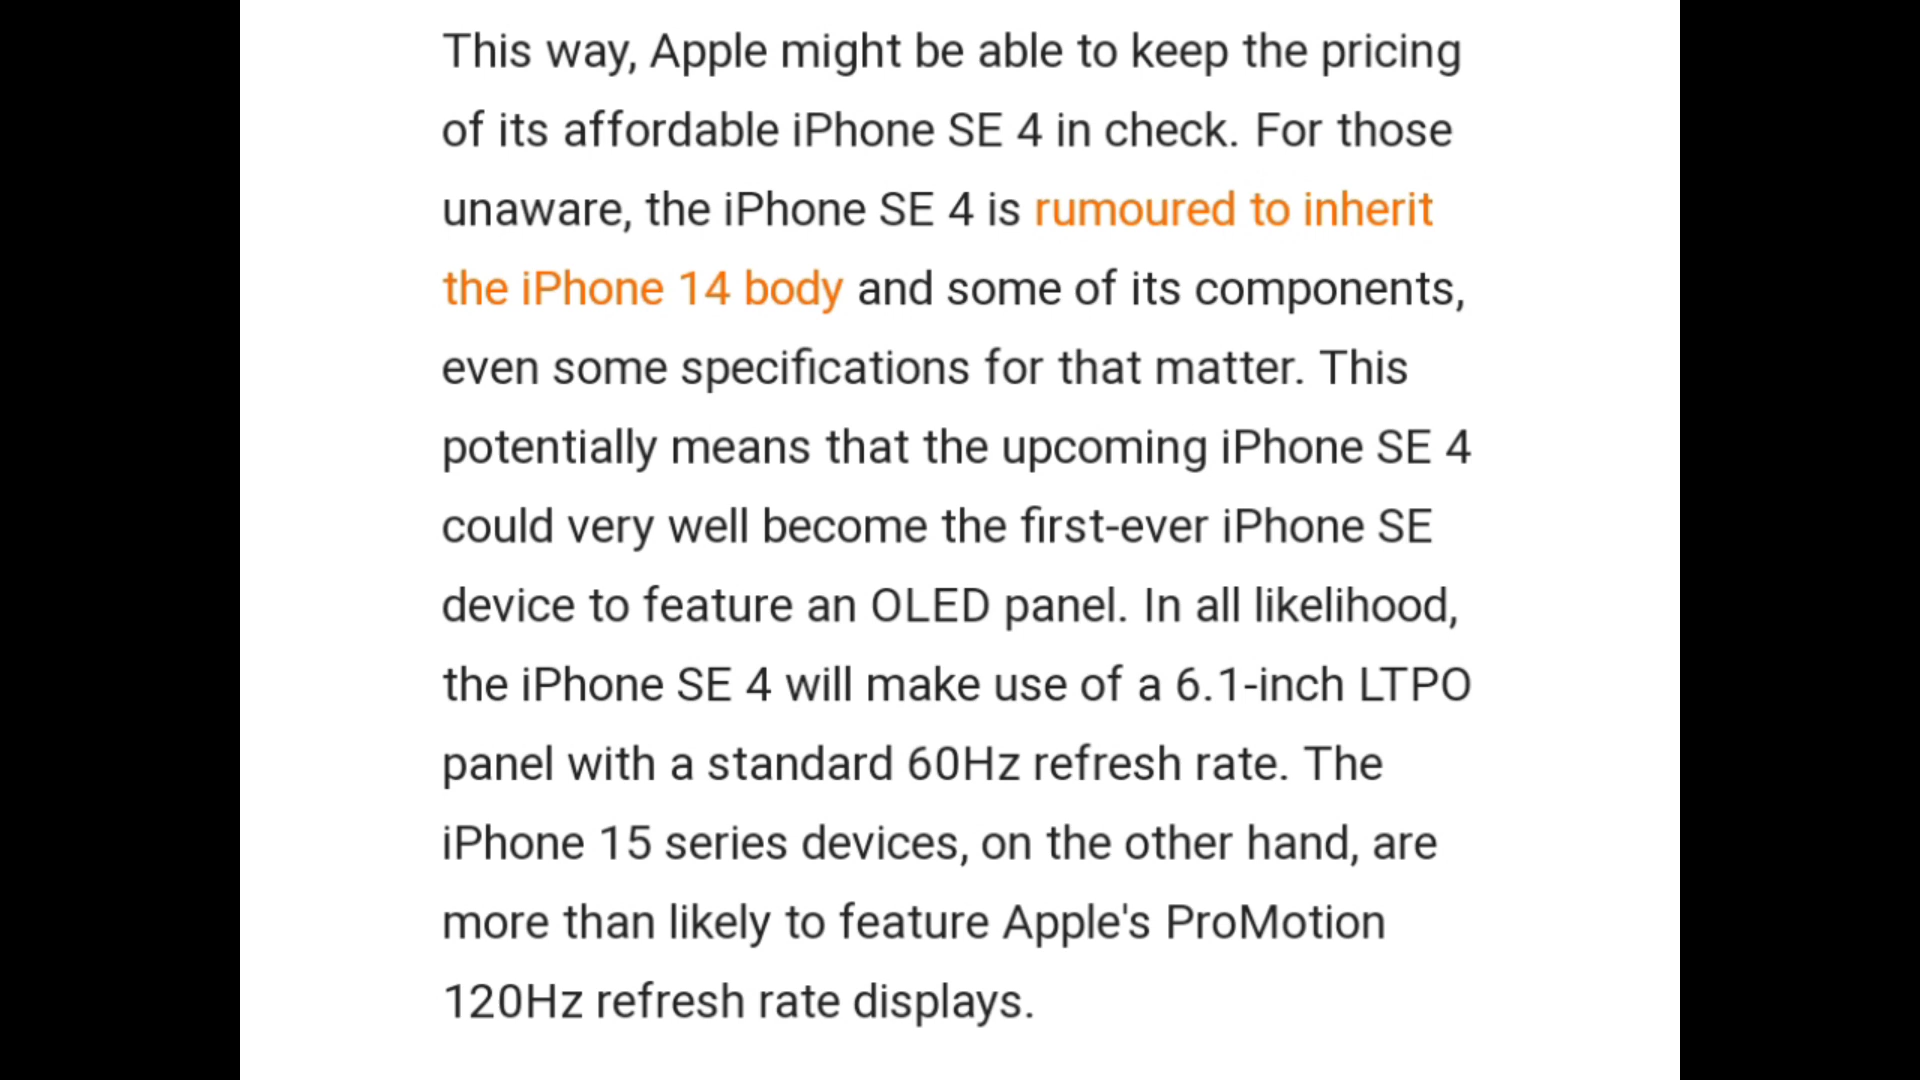 This way, Apple might be able to keep the pricing
of its affordable iPhone SE 4 in check. For those
unaware, the iPhone SE 4 is rumoured to inherit
the iPhone 14 body and some of its components,
even some specifications for that matter. This
potentially means that the upcoming iPhone SE 4
could very well become the first-ever iPhone SE
device to feature an OLED panel. In all likelihood,
the iPhone SE 4 will make use of a 6.1-inch LTPO
panel with a standard 60Hz refresh rate. The
iPhone 15 series devices, on the other hand, are
more than likely to feature Apple's ProMotion
120Hz refresh rate displays.